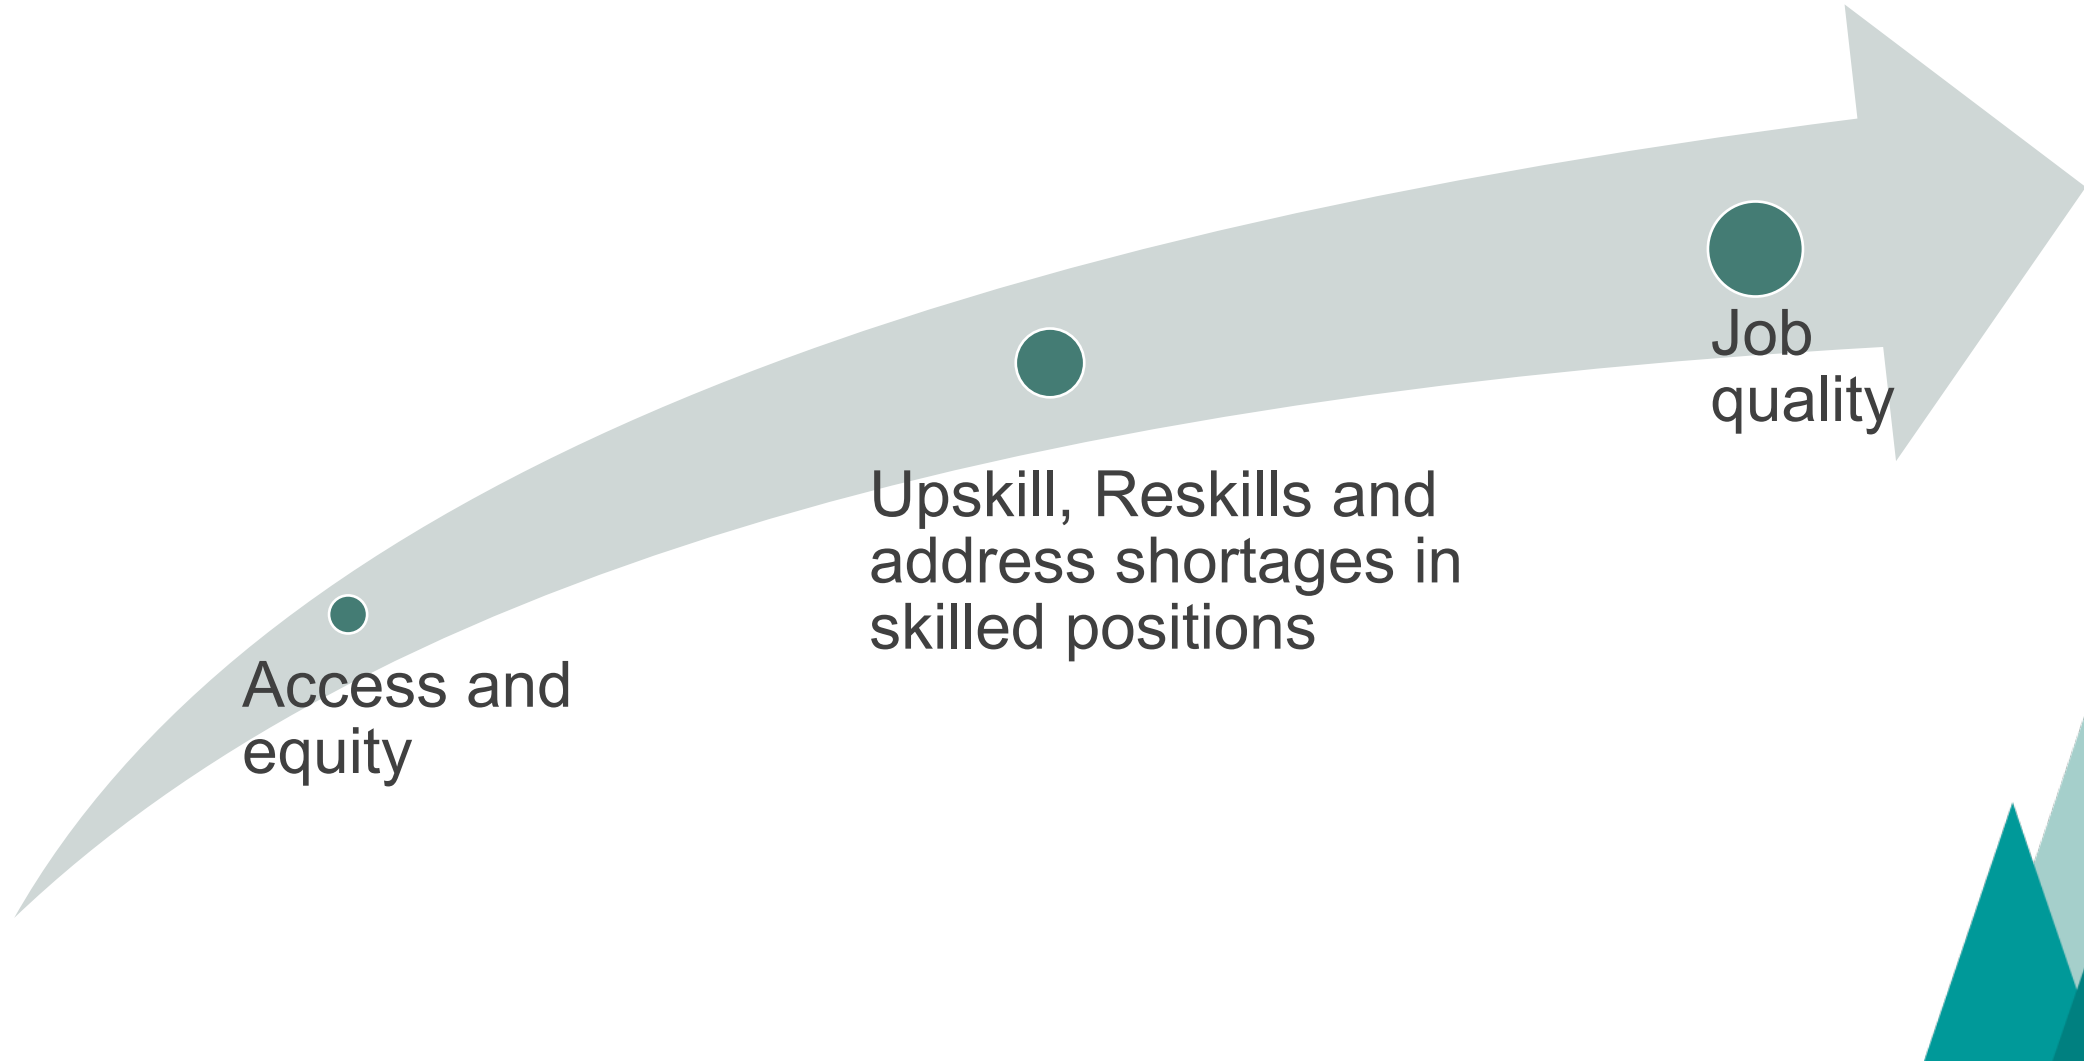 Job
quality
Upskill, Reskills and
address shortages in
skilled positions
Access and
equity